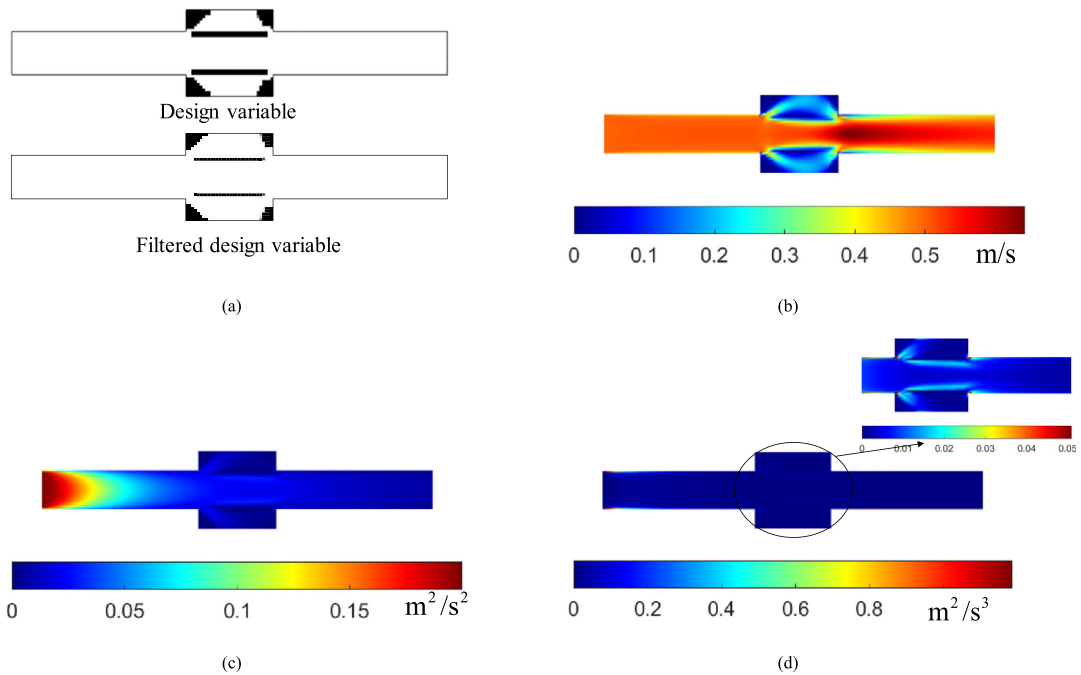 Design variable
Filtered design variable
(a)
0 0.1 0.2 0.3 0.4 0.5 m/s
(b)
0 0.05 0.1 0.15 m²/s²
(c)
0 0.01 0.02 0.03 0.04 0.05
0 0.2 0.4 0.6 0.8 m²/s³
(d)